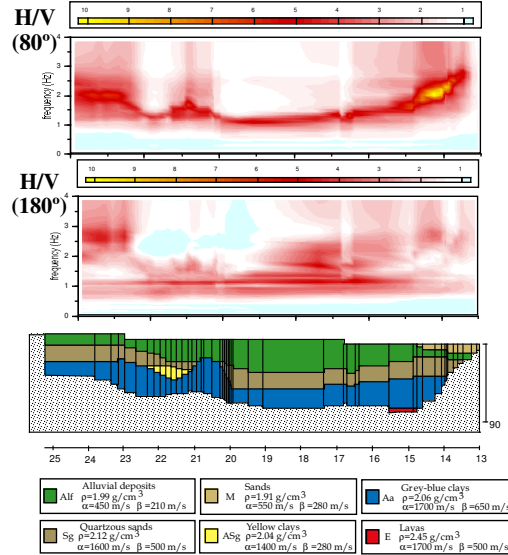 H/V
(80º)
10 9 8 7 6 5 4 3 2 1
frequency (Hz)
4
3
2
1
0
H/V
(180º)
10 9 8 7 6 5 4 3 2 1
frequency (Hz)
4
3
2
1
0
90
25 24 23 22 21 20 19 18 17 16 15 14 13
Alluvial deposits
Alf ρ=1.99 g/cm3
α=450 m/s β=210 m/s
Sands
M ρ=1.91 g/cm3
α=550 m/s β=280 m/s
Grey-blue clays
Aa ρ=2.06 g/cm3
α=1700 m/s β=650 m/s
Quartzous sands
Sg ρ=2.12 g/cm3
α=1600 m/s β=500 m/s
Yellow clays
ASg ρ=2.04 g/cm3
α=1400 m/s β=280 m/s
Lavas
E ρ=2.45 g/cm3
α=1700 m/s β=500 m/s